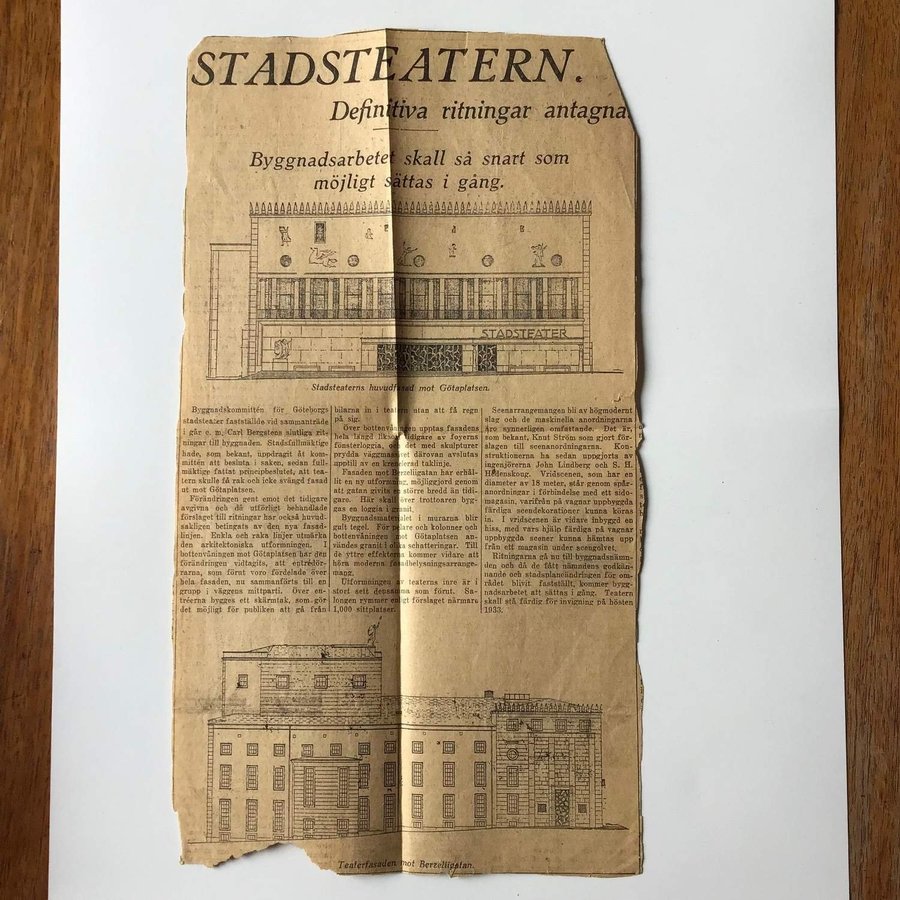 STADSTEATERN.
Definitiva ritningar antagna
Byggnadsarbetet skall så snart som
möjligt sättas i gång.
STADSTEATER
Stadsteaterns huvudfasad mot Götaplatsen.
Byggnadskommittén för Göteborgs
stadsteater fastställde vid sammanträde
i går e. m. Carl Bergstens slutliga rit-
ningar till byggnaden. Stadsfullmäktige
hade, som bekant, uppdragit åt kom-
mittén att besluta i saken, sedan full-
mäktige fattat principbeslutet, att tea-
tern skulle få rak och icke svängd fasad
ut mot Götaplatsen.
Förändringen gent emot det tidigare
avgivna och då utförligt behandlade
förslaget till ritningar har också huvud-
sakligen betingats av den nya fasad-
linjen. Enkla och raka linjer utmärka
den arkitektoniska utformningen. I
bottenvåningen mot Götaplatsen har den
förändringen vidtagits, att entrédör-
rarna, som förut voro fördelade över
hela fasaden, nu sammanförts till en
grupp i väggens mittparti. Över en-
tréerna bygges ett skärmtak, som gör
det möjligt för publiken att gå från
bilarna in i teatern utan att få regn
på sig.
Över bottenvåningen upptas fasadens
hela längd liksom tidigare av foyerns
fönsterloggia, och det med skulpturer
prydda väggmassivet därovan avslutas
upptill av en krenelerad taklinje.
Fasaden mot Berzeliigatan har erhål-
lit en ny utformning, möjliggjord genom
att gatan givits en större bredd än tidi-
gare. Här skall över trottoaren byg-
gas en loggia i granit.
Byggnadsmaterialet i murarna blir
gult tegel. För pelare och kolonner och
bottenvåningen mot Götaplatsen an-
vändes granit i olika schatteringar. Till
de yttre effekterna kommer vidare att
höra moderna fasadbelysningsarrange-
mang.
Utformningen av teaterns inre är i
stort sett densamma som förut. Sa-
longen rymmer enligt förslaget närmare
1,000 sittplatser.
Scenarrangemangen bli av högmodernt
slag och de maskinella anordningarna
äro synnerligen omfattande. Det är,
som bekant, Knut Ström som gjort för-
slagen till scenanordningarna. Kon-
struktionerna ha sedan uppgjorts av
ingenjörerna John Lindberg och S. H.
Hedenskog. Vridscenen, som har en
diameter av 18 meter, står genom spår-
anordningar i förbindelse med ett sido-
magasin, varifrån på vagnar uppbyggda
färdiga scendekorationer kunna köras
in. I vridscenen är vidare inbyggd en
hiss, med vars hjälp färdiga på vagnar
uppbyggda scener kunna hämtas upp
från ett magasin under scengolvet.
Ritningarna gå nu till byggnadsnämn-
den och då de fått nämndens godkän-
nande och stadsplaneändringen för om-
rådet blivit fastställt, kommer bygg-
nadsarbetet att sättas i gång. Teatern
skall stå färdig för invigning på hösten
1933.
Teaterfasaden mot Berzeliigatan.